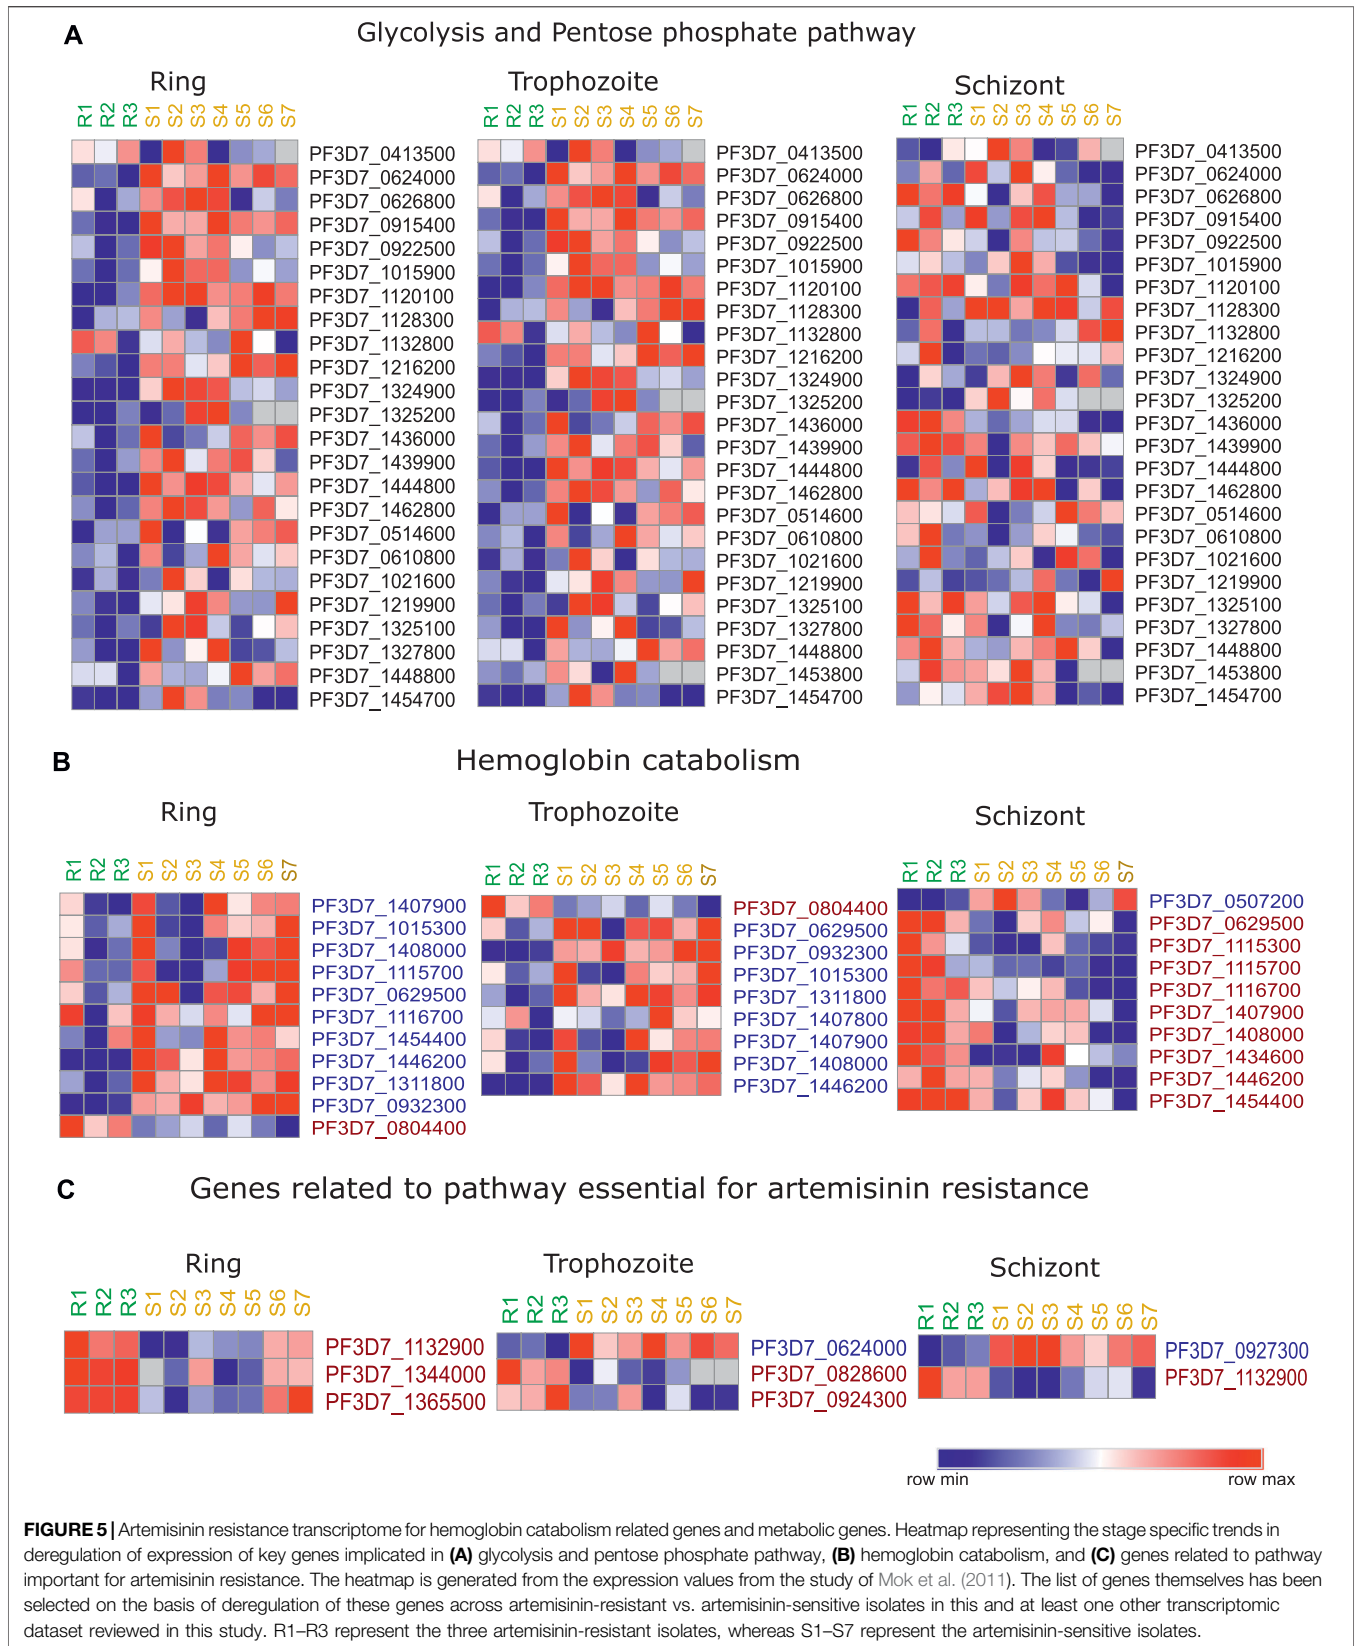 A
Glycolysis and Pentose phosphate pathway
Ring
R1 R2 R3 S1 S2 S3 S4 S5 S6 S7
PF3D7_0413500
PF3D7_0624000
PF3D7_0626800
PF3D7_0915400
PF3D7_0922500
PF3D7_1015900
PF3D7_1120100
PF3D7_1128300
PF3D7_1132800
PF3D7_1216200
PF3D7_1324900
PF3D7_1325200
PF3D7_1436000
PF3D7_1439900
PF3D7_1444800
PF3D7_1462800
PF3D7_0514600
PF3D7_0610800
PF3D7_1021600
PF3D7_1219900
PF3D7_1325100
PF3D7_1327800
PF3D7_1448800
PF3D7_1454700
Trophozoite
R1 R2 R3 S1 S2 S3 S4 S5 S6 S7
PF3D7_0413500
PF3D7_0624000
PF3D7_0626800
PF3D7_0915400
PF3D7_0922500
PF3D7_1015900
PF3D7_1120100
PF3D7_1128300
PF3D7_1132800
PF3D7_1216200
PF3D7_1324900
PF3D7_1325200
PF3D7_1436000
PF3D7_1439900
PF3D7_1444800
PF3D7_1462800
PF3D7_0514600
PF3D7_0610800
PF3D7_1021600
PF3D7_1219900
PF3D7_1325100
PF3D7_1327800
PF3D7_1448800
PF3D7_1453800
PF3D7_1454700
Schizont
R1 R2 R3 S1 S2 S3 S4 S5 S6 S7
PF3D7_0413500
PF3D7_0624000
PF3D7_0626800
PF3D7_0915400
PF3D7_0922500
PF3D7_1015900
PF3D7_1120100
PF3D7_1128300
PF3D7_1132800
PF3D7_1216200
PF3D7_1324900
PF3D7_1325200
PF3D7_1436000
PF3D7_1439900
PF3D7_1444800
PF3D7_1462800
PF3D7_0514600
PF3D7_0610800
PF3D7_1021600
PF3D7_1219900
PF3D7_1325100
PF3D7_1327800
PF3D7_1448800
PF3D7_1453800
PF3D7_1454700
B
Hemoglobin catabolism
Ring
R1 R2 R3 S1 S2 S3 S4 S5 S6 S7
PF3D7_1407900
PF3D7_1015300
PF3D7_1408000
PF3D7_1115700
PF3D7_0629500
PF3D7_1116700
PF3D7_1454400
PF3D7_1446200
PF3D7_1311800
PF3D7_0932300
PF3D7_0804400
Trophozoite
R1 R2 R3 S1 S2 S3 S4 S5 S6 S7
PF3D7_0804400
PF3D7_0629500
PF3D7_0932300
PF3D7_1015300
PF3D7_1311800
PF3D7_1407800
PF3D7_1407900
PF3D7_1408000
PF3D7_1446200
Schizont
R1 R2 R3 S1 S2 S3 S4 S5 S6 S7
PF3D7_0507200
PF3D7_0629500
PF3D7_1115300
PF3D7_1115700
PF3D7_1116700
PF3D7_1407900
PF3D7_1408000
PF3D7_1434600
PF3D7_1446200
PF3D7_1454400
C
Genes related to pathway essential for artemisinin resistance
Ring
R1 R2 R3 S1 S2 S3 S4 S5 S6 S7
PF3D7_1132900
PF3D7_1344000
PF3D7_1365500
Trophozoite
R1 R2 R3 S1 S2 S3 S4 S5 S6 S7
PF3D7_0624000
PF3D7_0828600
PF3D7_0924300
Schizont
R1 R2 R3 S1 S2 S3 S4 S5 S6 S7
PF3D7_0927300
PF3D7_1132900
row min
row max
FIGURE 5 | Artemisinin resistance transcriptome for hemoglobin catabolism related genes and metabolic genes. Heatmap representing the stage specific trends in
deregulation of expression of key genes implicated in (A) glycolysis and pentose phosphate pathway, (B) hemoglobin catabolism, and (C) genes related to pathway
important for artemisinin resistance. The heatmap is generated from the expression values from the study of Mok et al. (2011). The list of genes themselves has been
selected on the basis of deregulation of these genes across artemisinin-resistant vs. artemisinin-sensitive isolates in this and at least one other transcriptomic
dataset reviewed in this study. R1–R3 represent the three artemisinin-resistant isolates, whereas S1–S7 represent the artemisinin-sensitive isolates.